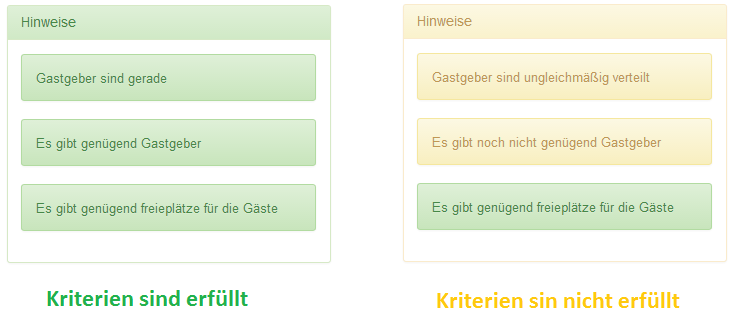 Hinweise
Gastgeber sind gerade
Es gibt genügend Gastgeber
Es gibt genügend freieplätze für die Gäste
Kriterien sind erfüllt
Hinweise
Gastgeber sind ungleichmäßig verteilt
Es gibt noch nicht genügend Gastgeber
Es gibt genügend freieplätze für die Gäste
Kriterien sin nicht erfüllt